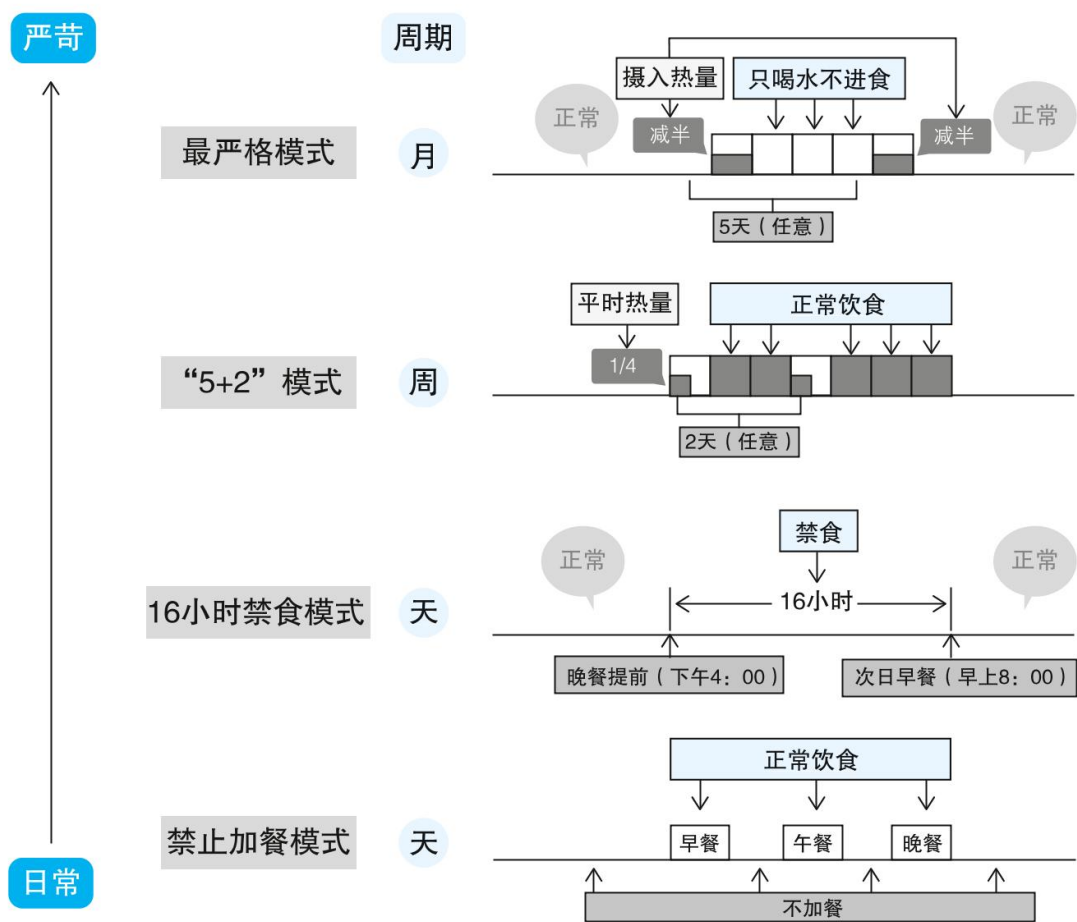 严苛
周期
摄入热量
只喝水不进食
正常
正常
减半
减半
最严格模式
月
5天（任意）
平时热量
正常饮食
1/4
“5+2”模式
周
2天（任意）
禁食
正常
正常
16小时禁食模式
天
16小时
晚餐提前（下午4：00）
次日早餐（早上8：00）
正常饮食
禁止加餐模式
天
早餐
午餐
晚餐
日常
不加餐